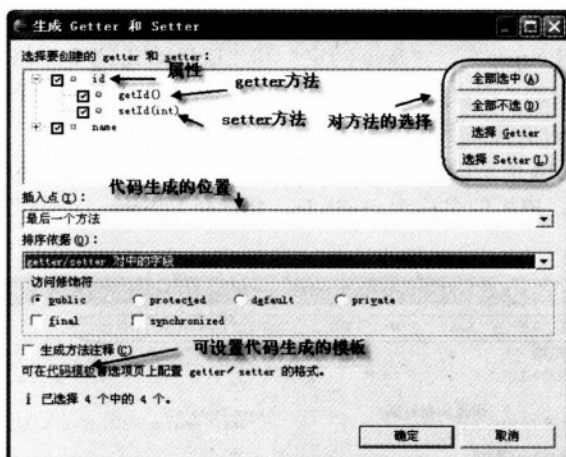 生成 Getter 和 Setter
选择要创建的 getter 和 setter：
属性
id
getter方法
getId()
setId(int)
setter方法
name
对方法的选择
全部选中(A)
全部不选(D)
选择 Getter
选择 Setter(L)
代码生成的位置
插入点(I)：
最后一个方法
排序依据(O)：
getter/setter 对中的字段
访问修饰符
public protected default private
final synchronized
生成方法注释(C)
可设置代码生成的模板
可在代码模板首选项页上配置 getter/ setter 的格式。
i 已选择 4 个中的 4 个。
确定 取消